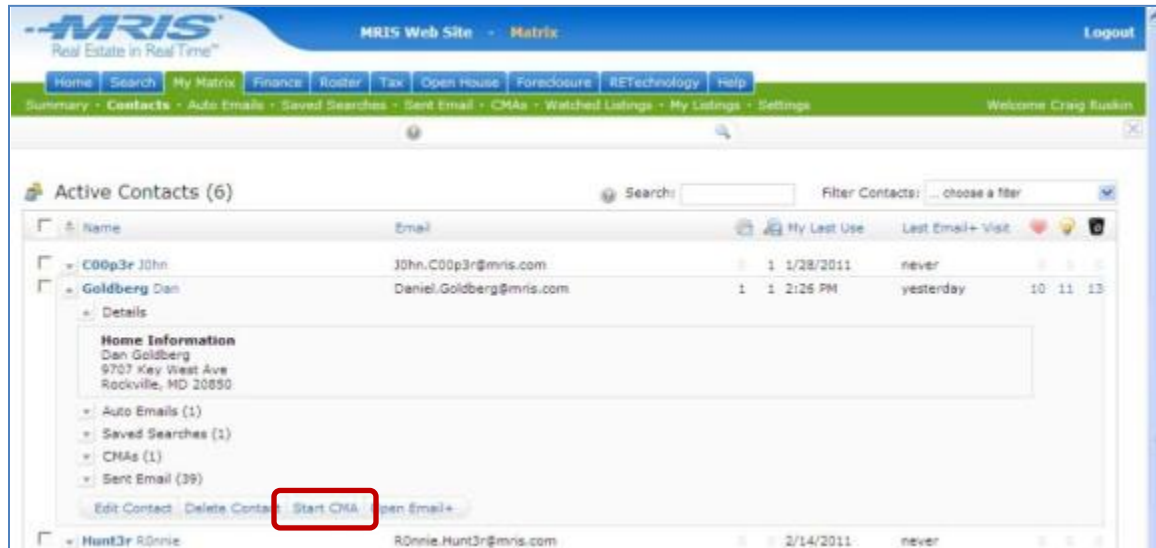 MRIS
Real Estate in Real Time™
MRIS Web Site - Matrix
Logout
Home Search My Matrix Finance Roster Tax Open House Foreclosure RETechnology Help
Summary · Contacts · Auto Emails · Saved Searches · Sent Email · CMAs · Watched Listings · My Listings · Settings Welcome Craig Ruskin
Active Contacts (6) Search: Filter Contacts: ... choose a filter
Name Email My Last Use Last Email+ Visit
C00p3r J0hn J0hn.C00p3r@mris.com 1 1/28/2011 never
Goldberg Dan Daniel.Goldberg@mris.com 1 1 2:26 PM yesterday 10 11 13
Details
Home Information
Dan Goldberg
9707 Key West Ave
Rockville, MD 20850
Auto Emails (1)
Saved Searches (1)
CMAs (1)
Sent Email (39)
Edit Contact Delete Contact Start CMA Open Email+
Hunt3r R0nnie R0nnie.Hunt3r@mris.com 2/14/2011 never